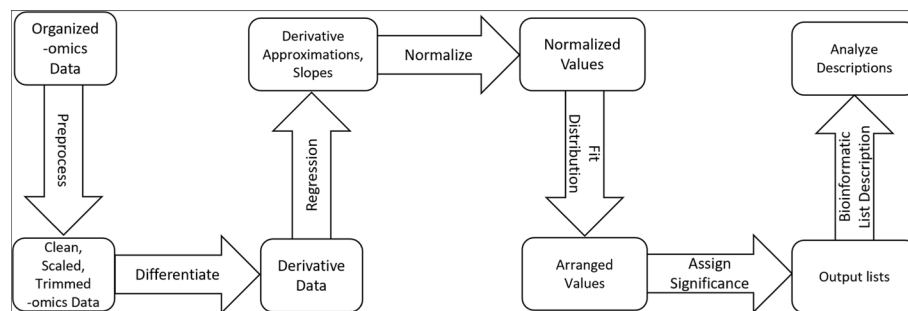 Organized
-omics
Data
Preprocess
Clean,
Scaled,
Trimmed
-omics Data
Differentiate
Derivative
Data
Regression
Derivative
Approximations,
Slopes
Normalize
Normalized
Values
Fit
Distribution
Arranged
Values
Assign
Significance
Output lists
Bioinformatic
List Description
Analyze
Descriptions